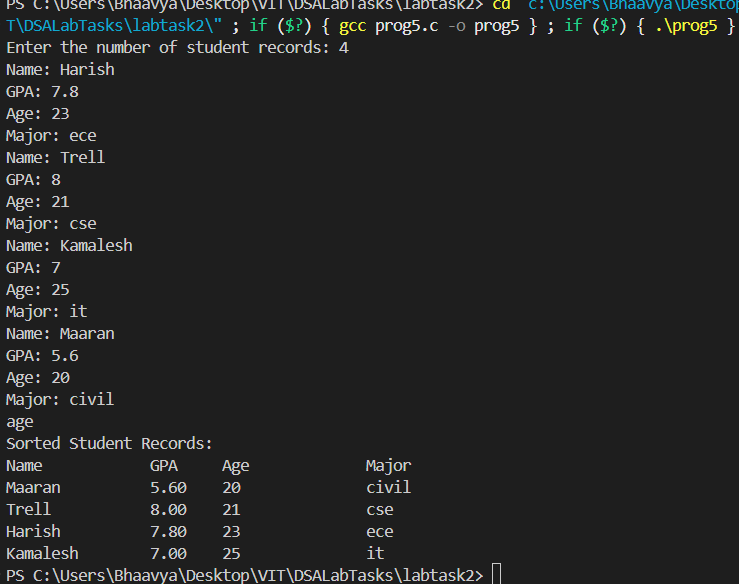 PS C:\Users\Bhaavya\Desktop\VIT\DSALabTasks\labtask2> cd "c:\Users\Bhaavya\Desktop
T\DSALabTasks\labtask2\" ; if ($?) { gcc prog5.c -o prog5 } ; if ($?) { .\prog5 }
Enter the number of student records: 4
Name: Harish
GPA: 7.8
Age: 23
Major: ece
Name: Trell
GPA: 8
Age: 21
Major: cse
Name: Kamalesh
GPA: 7
Age: 25
Major: it
Name: Maaran
GPA: 5.6
Age: 20
Major: civil
age
Sorted Student Records:
Name GPA Age Major
Maaran 5.60 20 civil
Trell 8.00 21 cse
Harish 7.80 23 ece
Kamalesh 7.00 25 it
PS C:\Users\Bhaavya\Desktop\VIT\DSALabTasks\labtask2>